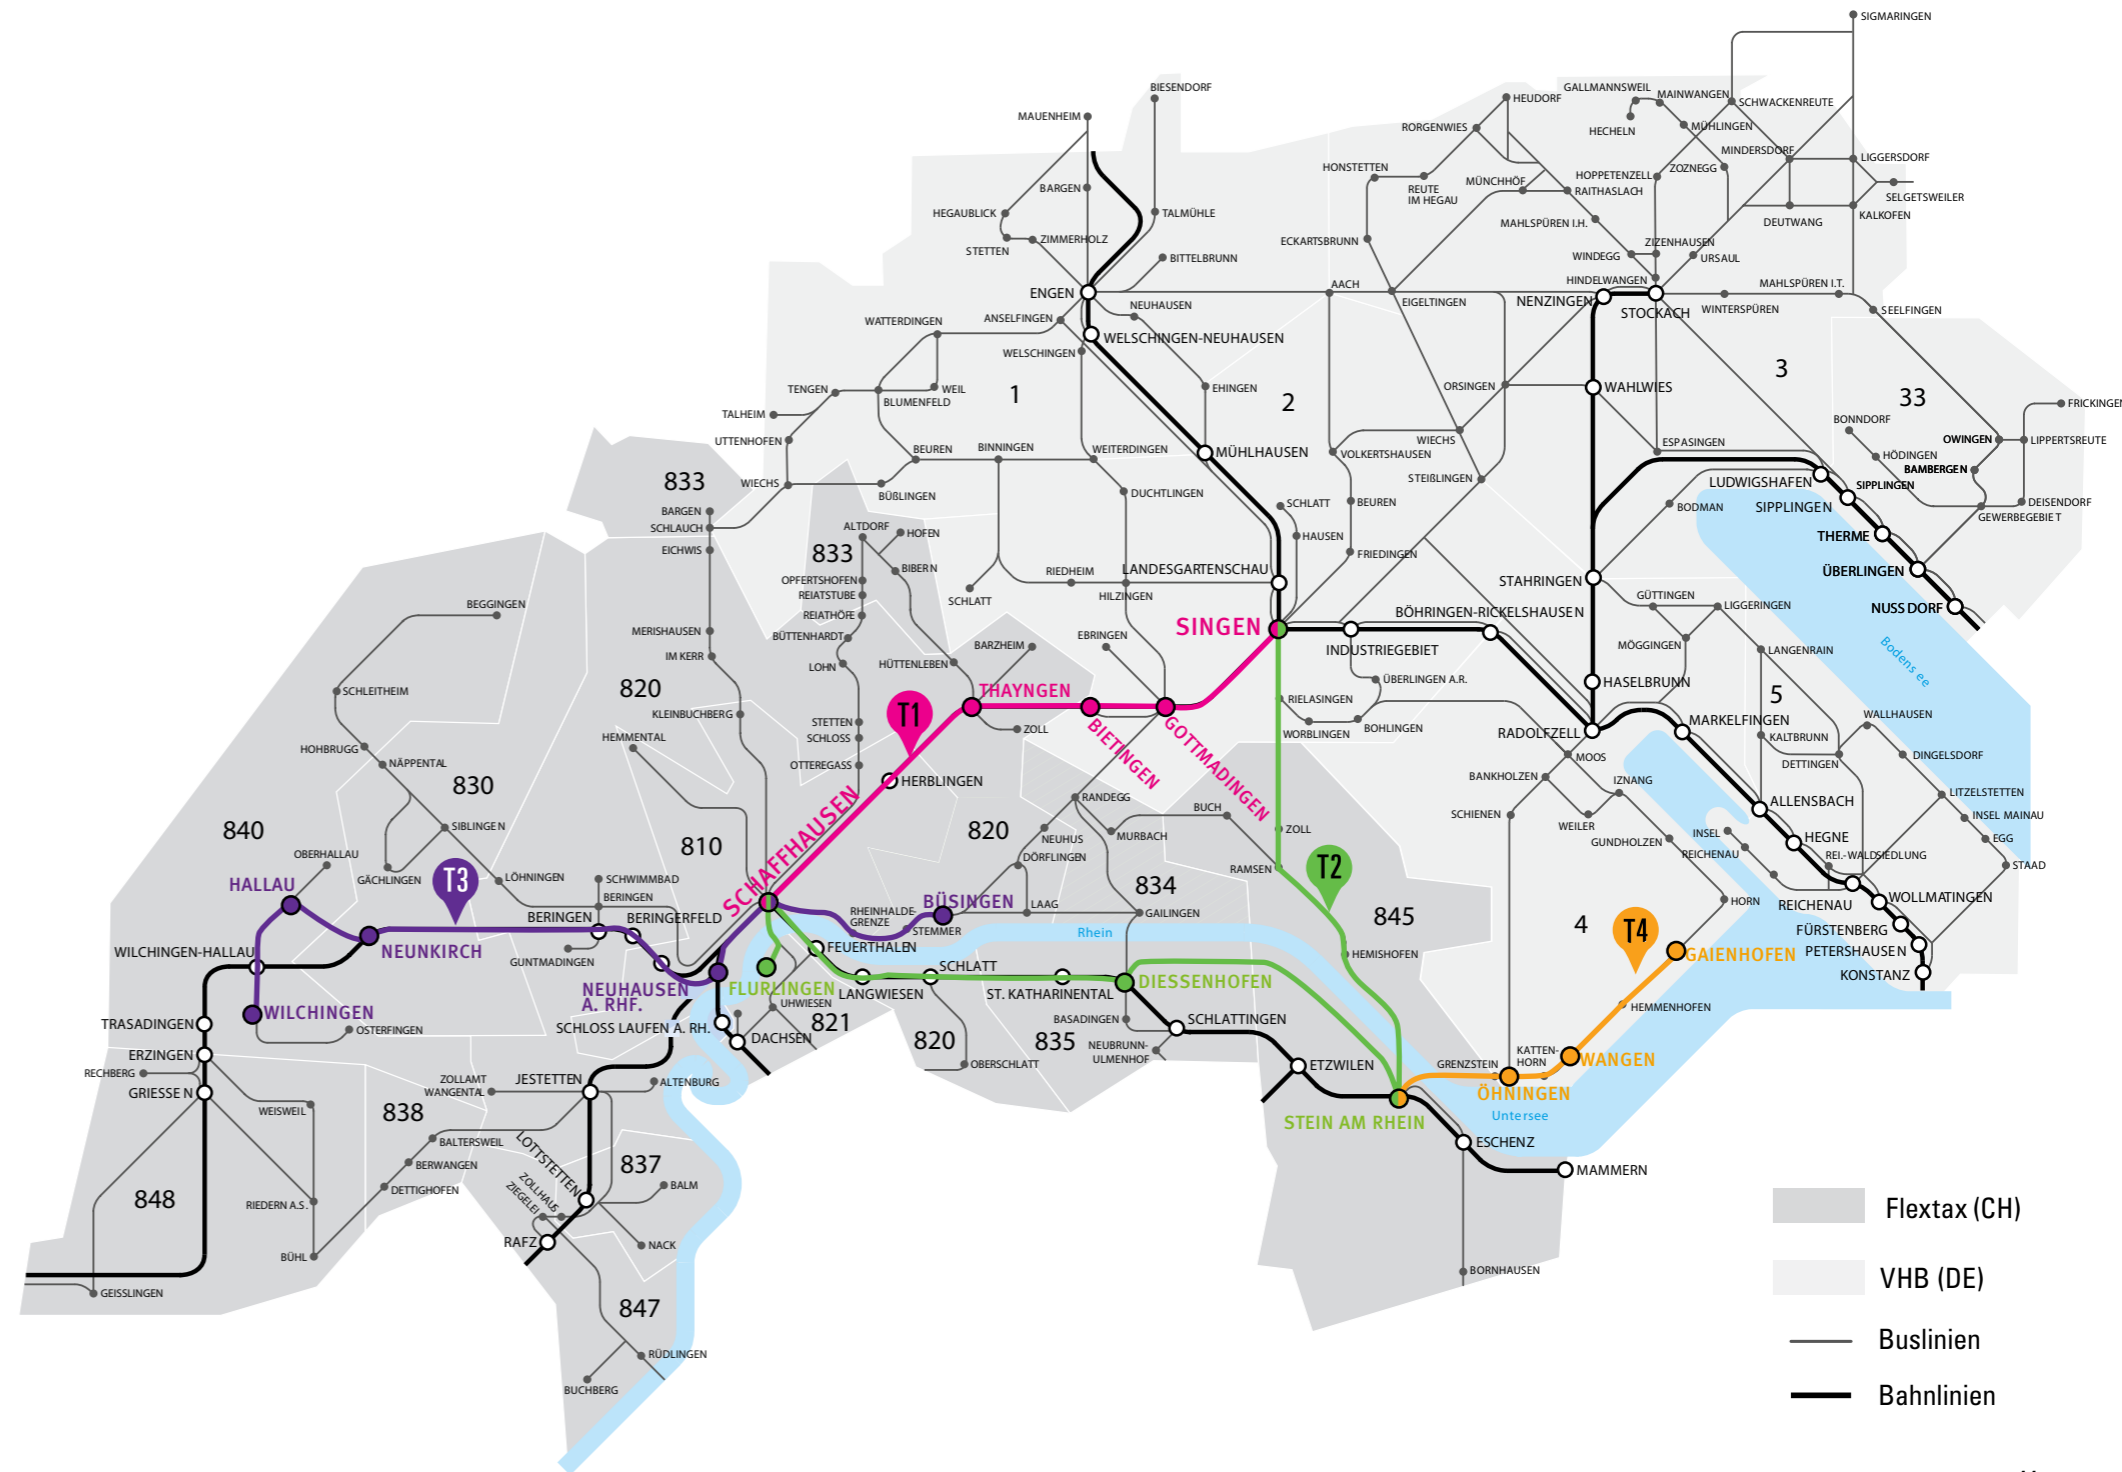 SIGMARINGEN
BIESENDORF
GALLMANNSWEIL
MAINWANGEN
HEUDORF
SCHWACKENREUTE
MAUENHEIM
RORGENWIES
HECHELN
MÜHLINGEN
MINDERSDORF
LIGGERSDORF
HONSTETTEN
REUTE
IM HEGAU
MÜNCHHÖF
HOPPETENZELL
ZOZNEGG
RAITHASLACH
BARGEN
SELGETSWEILER
HEGAUBLICK
TALMÜHLE
MAHLSPÜREN I.H.
DEUTWANG
KALKOFEN
STETTEN
ZIMMERHOLZ
ECKARTSBRUNN
ZIZENHAUSEN
WINDEGG
URSAUL
BITTELBRUNN
HINDELWANGEN
MAHLSPÜREN I.T.
ENGEN
AACH
EIGELTINGEN
NENZINGEN
STOCKACH
WINTERSPÜREN
SEELFINGEN
NEUHAUSEN
ANSELFINGEN
WATTERDINGEN
WELSCHINGEN-NEUHAUSEN
WELSCHINGEN
3
TENGEN
WEIL
BLUMENFELD
1
EHINGEN
2
ORSINGEN
WAHLWIES
33
FRICKINGEN
TALHEIM
BONNDORF
UTTENHOFEN
WIECHS
ESPASINGEN
OWINGEN
LIPPERTSREUTE
BEUREN
BINNINGEN
WEITERDINGEN
MÜHLHAUSEN
VOLKERTSHAUSEN
HÖDINGEN
BAMBERGEN
833
WIECHS
BÜßLINGEN
DUCHTLINGEN
STEIßLINGEN
LUDWIGSHAFEN
SIPPLINGEN
SIPPLINGEN
BARGEN
SCHLATT
BEUREN
BODMAN
DEISENDORF
GEWERBEGEBIET
SCHLAUCH
ALTDORF
HOFEN
HAUSEN
THERME
EICHWIS
833
FRIEDINGEN
BIBERN
OPFERTSHOFEN
RIEDHEIM
LANDESGARTENSCHAU
STAHRINGEN
ÜBERLINGEN
REIATSTUBE
SCHLATT
HILZINGEN
GÜTTINGEN
LIGGERINGEN
NUSSDORF
BEGGINGEN
REIATHÖFE
BÖHRINGEN-RICKELSHAUSEN
MERISHAUSEN
BÜTTENHARDT
EBRINGEN
SINGEN
INDUSTRIEGEBIET
MÖGGINGEN
LANGENRAIN
Bodensee
IM KERR
LOHN
HÜTTENLEBEN
BARZHEIM
SCHLEITHEIM
820
THAYNGEN
ÜBERLINGEN A.R.
HASELBRUNN
5
KLEINBUCHBERG
STETTEN
T1
ZOLL
BIETINGEN
GOTTMADINGEN
RIELASINGEN
WORBLINGEN
BOHLINGEN
RADOLFZELL
MARKELFINGEN
WALLHAUSEN
KALTBRUNN
HEMMENTAL
SCHLOSS
HOHBRUGG
NÄPPENTAL
OTTEREGASS
HERBLINGEN
MOOS
DETTINGEN
DINGELSDORF
BANKHOLZEN
IZNANG
830
RANDEGG
BUCH
LITZELSTETTEN
SCHIENEN
WEILER
ALLENSBACH
INSEL MAINAU
840
SIBLINGEN
810
SCHAFFHAUSEN
820
NEUHUS
MURBACH
ZOLL
GUNDHOLZEN
INSEL
REICHENAU
HEGNE
EGG
OBERHALLAU
DÖRFLINGEN
REI.-WALDSIEDLUNG
STAAD
HALLAU
GÄCHLINGEN
T3
LÖHNINGEN
SCHWIMMBAD
RAMSEN
T2
BERINGEN
BÜSINGEN
834
WOLLMATINGEN
BERINGEN
BERINGERFELD
RHEINHALDE-
GRENZE
STEMMER
LAAG
GAILINGEN
845
4
HORN
REICHENAU
T4
FÜRSTENBERG
WILCHINGEN-HALLAU
NEUNKIRCH
FEUERTHALEN
Rhein
PETERSHAUSEN
GUNTMADINGEN
SCHLATT
HEMISHOFEN
GAIENHOFEN
KONSTANZ
NEUHAUSEN
A. RHF.
FLURLINGEN
LANGWIESEN
ST. KATHARINENTAL
DIESSENHOFEN
WILCHINGEN
UHWIESEN
HEMMENHOFEN
TRASADINGEN
OSTERFINGEN
SCHLOSS LAUFEN A. RH.
821
BASADINGEN
SCHLATTINGEN
DACHSEN
820
835
NEUBRUNN-
ULMENHOF
ERZINGEN
OBERSCHLATT
ETZWILEN
GRENZSTEIN
KATTEN-
HORN
WANGEN
RECHBERG
ZOLLAMT
WANGENTAL
JESTETTEN
ALTENBURG
GRIESSEN
ÖHNINGEN
WEISWEIL
838
STEIN AM RHEIN
Untersee
BALTERSWEIL
LOTTSTETTEN
ESCHENZ
BERWANGEN
837
MAMMERN
DETTIGHOFEN
ZOLLHAUS
ZIEGELEI
BALM
848
RIEDERN A.S.
Flextax (CH)
RAFZ
NACK
BÜHL
BORNHAUSEN
VHB (DE)
GEISSLINGEN
847
Buslinien
RÜDLINGEN
BUCHBERG
Bahnlinien